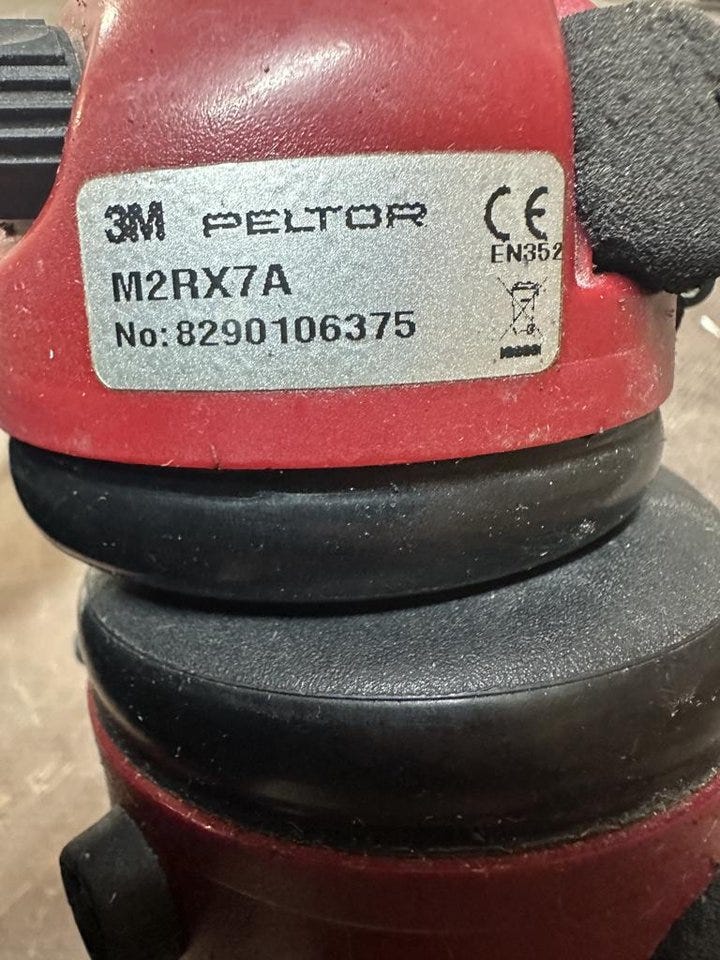 3M PELTOR CE
EN352
M2RX7A
No: 8290106375